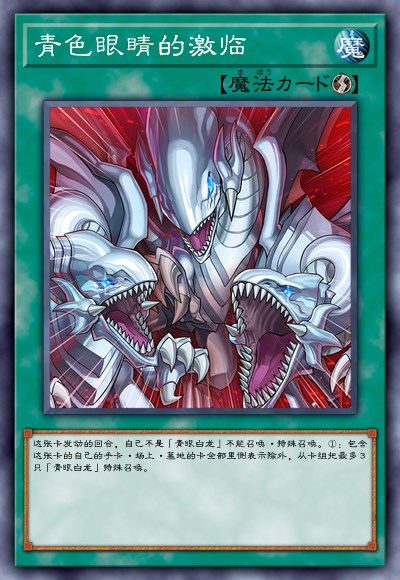 青色眼睛的激临
魔
【魔法カード】
まほう
这张卡发动的回合，自己不是「青眼白龙」不能召唤·特殊召唤。①：包含
这张卡的自己的手卡·场上·墓地的卡全部里侧表示除外，从卡组把最多３
只「青眼白龙」特殊召唤。